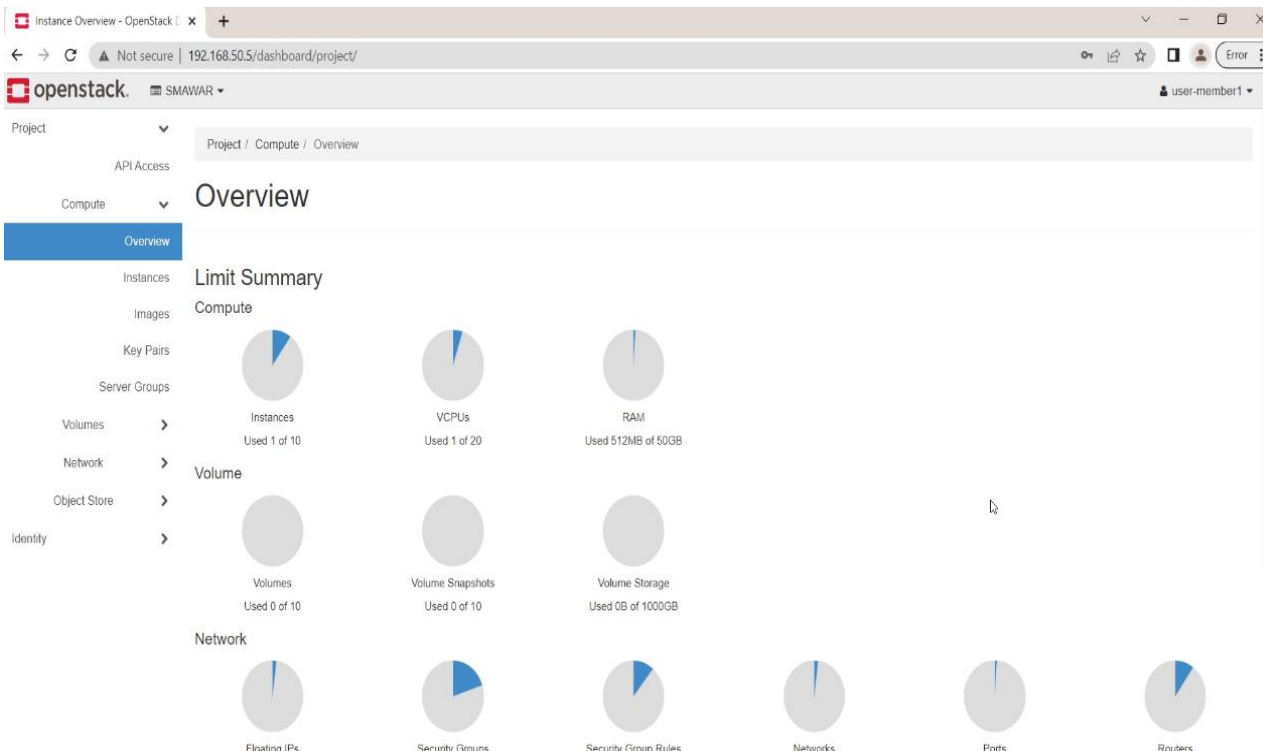 Instance Overview - OpenStack D
Not secure | 192.168.50.5/dashboard/project/
Error
openstack. SMAWAR
user-member1
Project
API Access
Compute
Overview
Instances
Images
Key Pairs
Server Groups
Volumes
Network
Object Store
Identity
Project / Compute / Overview
Overview
Limit Summary
Compute
Instances VCPUs RAM
Used 1 of 10 Used 1 of 20 Used 512MB of 50GB
Volume
Volumes Volume Snapshots Volume Storage
Used 0 of 10 Used 0 of 10 Used 0B of 1000GB
Network
Floating IPs Security Groups Security Group Rules Networks Ports Routers